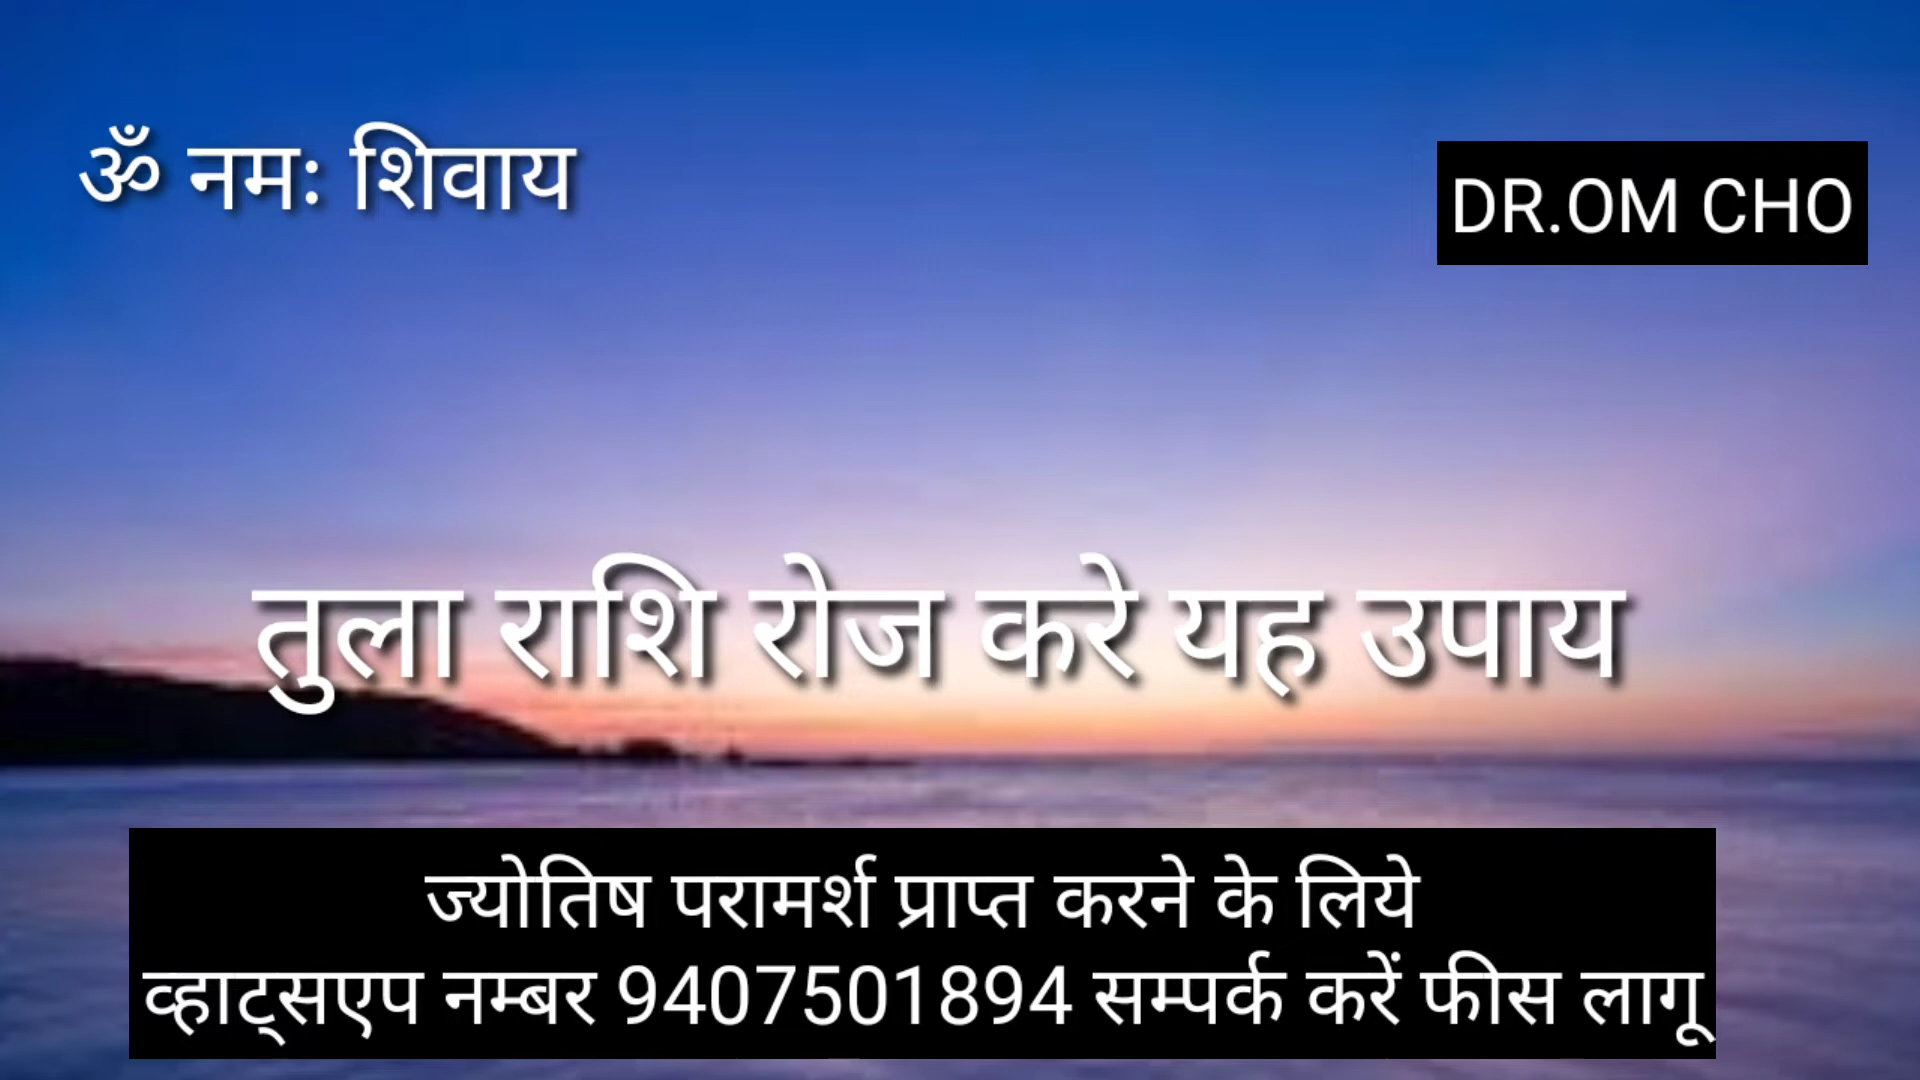 ॐ नमः शिवाय
DR.OM CHO
तुला राशि रोज करे यह उपाय
ज्योतिष परामर्श प्राप्त करने के लिये
व्हाट्सएप नम्बर 9407501894 सम्पर्क करें फीस लागू